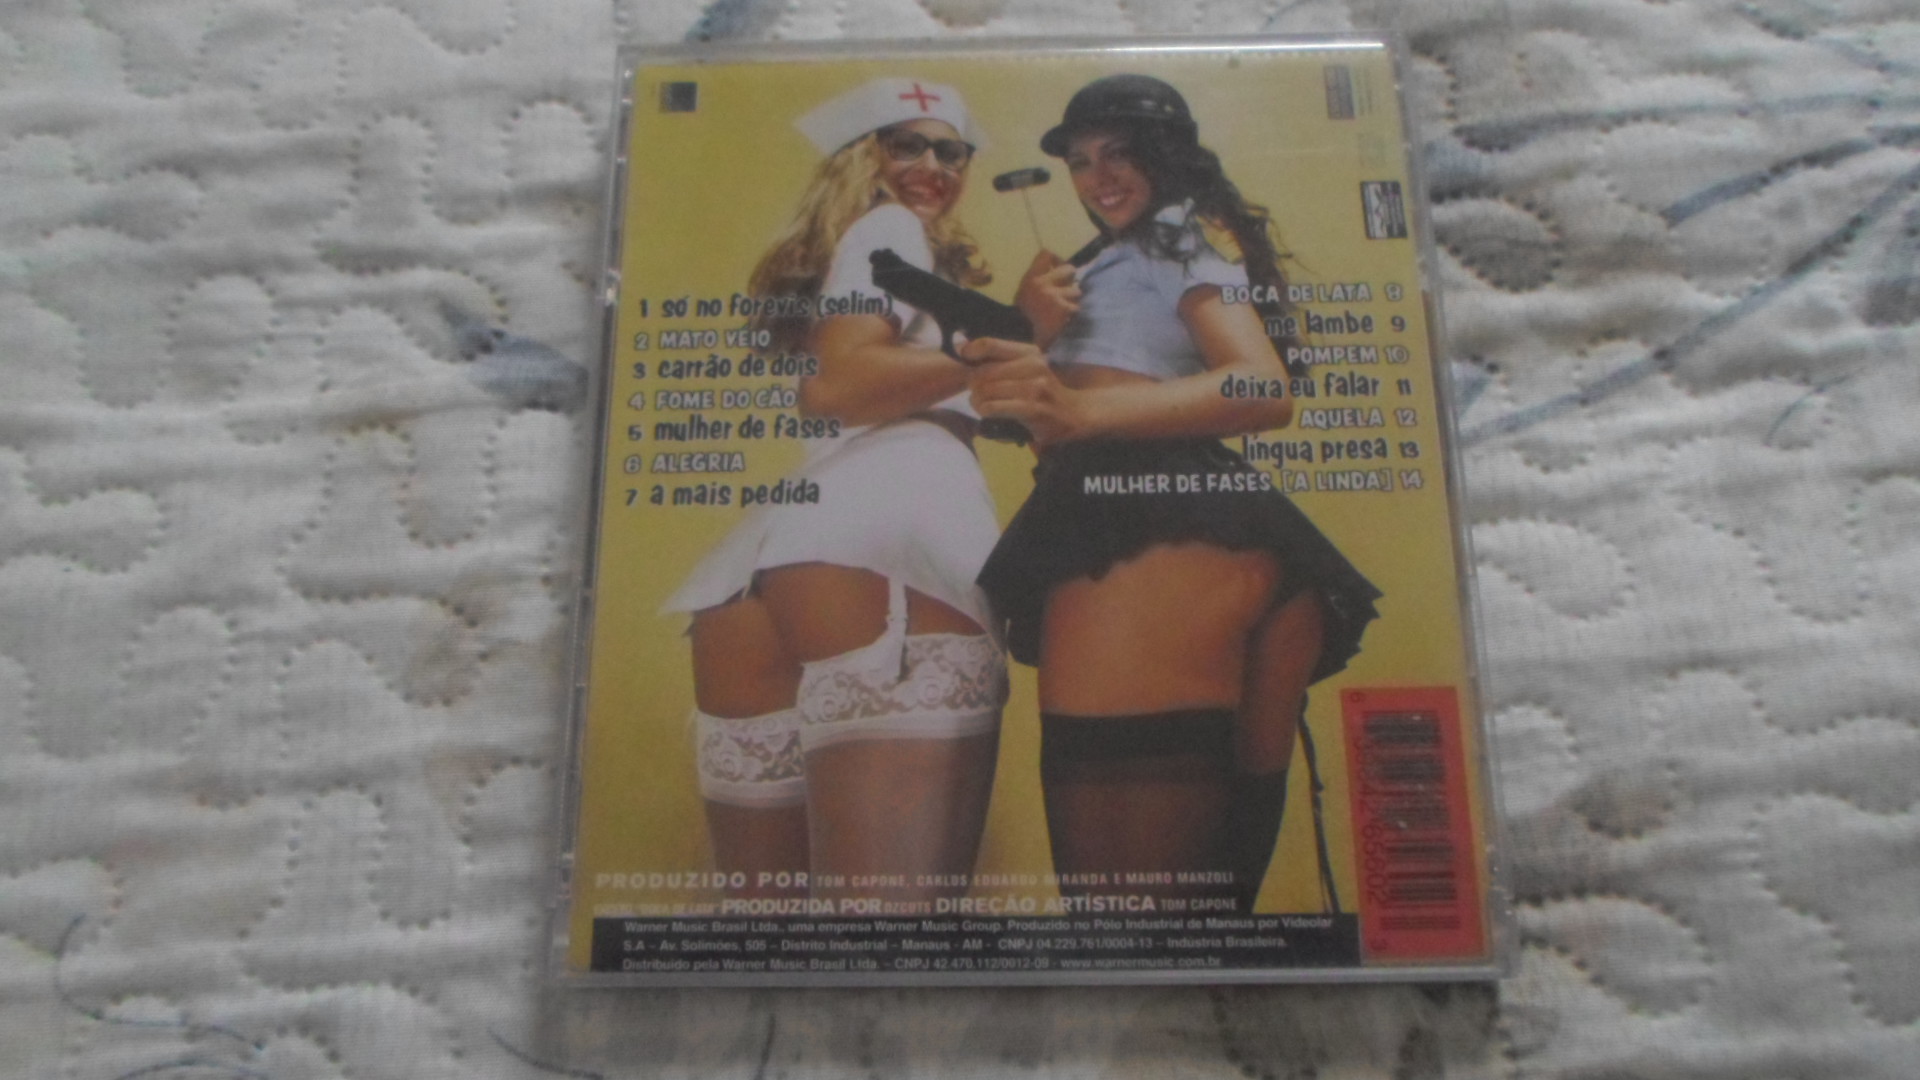 1 só no forevis (selim)
2 MATO VÉIO
3 carrão de dois
4 FOME DO CÃO
5 mulher de fases
6 ALEGRIA
7 a mais pedida
BOCA DE LATA 8
me lambe 9
POMPEM 10
deixa eu falar 11
AQUELA 12
língua presa 13
MULHER DE FASES [A LINDA] 14
PRODUZIDO POR TOM CAPONE, CARLOS EDUARDO MIRANDA E MAURO MANZOLI
"BOCA DE LATA" PRODUZIDA POR DZCUTS DIREÇÃO ARTÍSTICA TOM CAPONE
Warner Music Brasil Ltda., uma empresa Warner Music Group. Produzido no Pólo Industrial de Manaus por Videolar
S.A – Av. Solimões, 505 – Distrito Industrial – Manaus - AM - CNPJ 04.229.761/0004-13 – Indústria Brasileira.
Distribuído pela Warner Music Brasil Ltda. – CNPJ 42.470.112/0012-09 - www.warnermusic.com.br